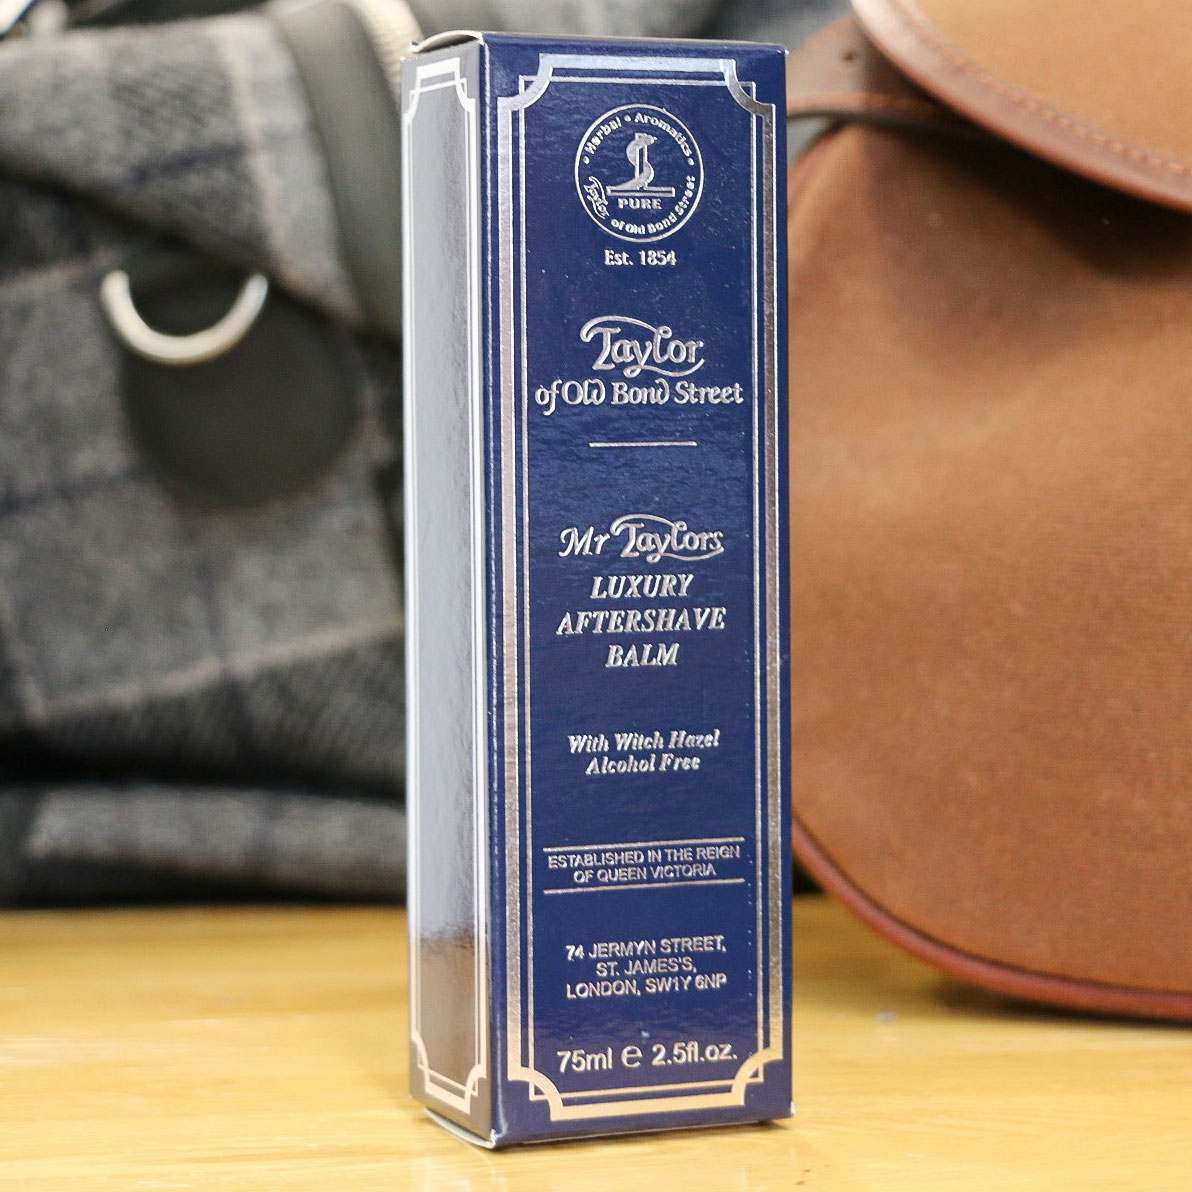 Herbal • Aromatics
PURE
Taylor of Old Bond Street
Est. 1854
Taylor
of Old Bond Street
Mr Taylors
LUXURY
AFTERSHAVE
BALM
With Witch Hazel
Alcohol Free
ESTABLISHED IN THE REIGN
OF QUEEN VICTORIA
74 JERMYN STREET,
ST. JAMES'S,
LONDON, SW1Y 6NP
75ml e 2.5fl.oz.